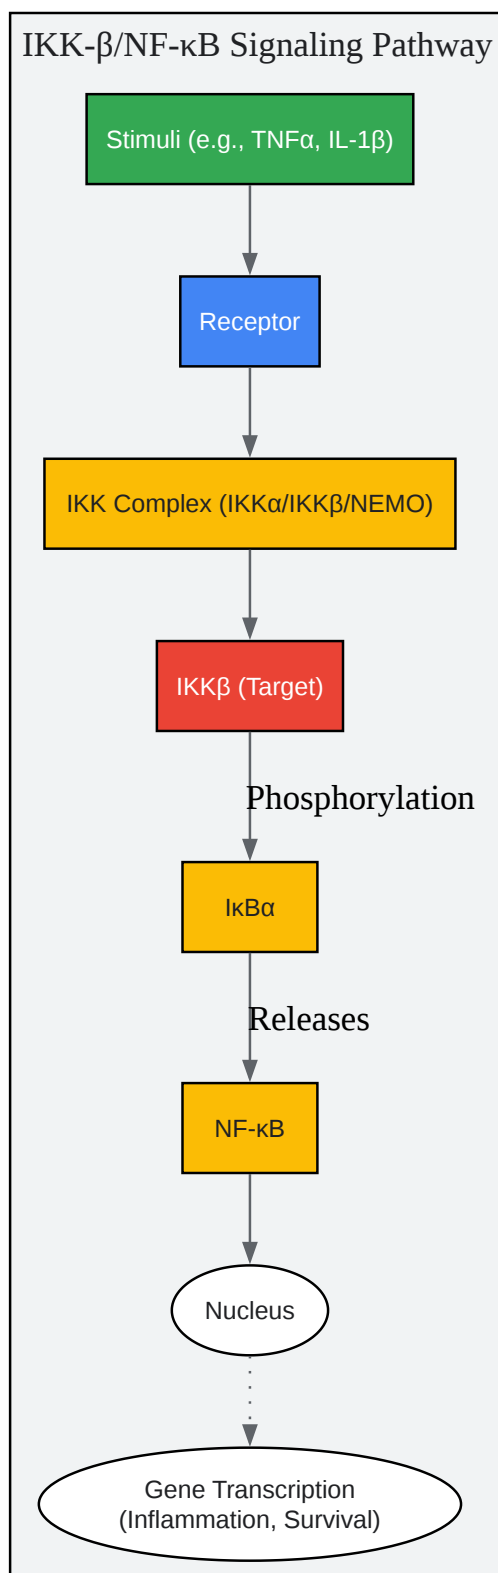 IKK-β/NF-κB Signaling Pathway
Stimuli (e.g., TNFα, IL-1β)
Receptor
IKK Complex (IKKα/IKKβ/NEMO)
IKKβ (Target)
Phosphorylation
IκBα
Releases
NF-κB
Nucleus
Gene Transcription
(Inflammation, Survival)